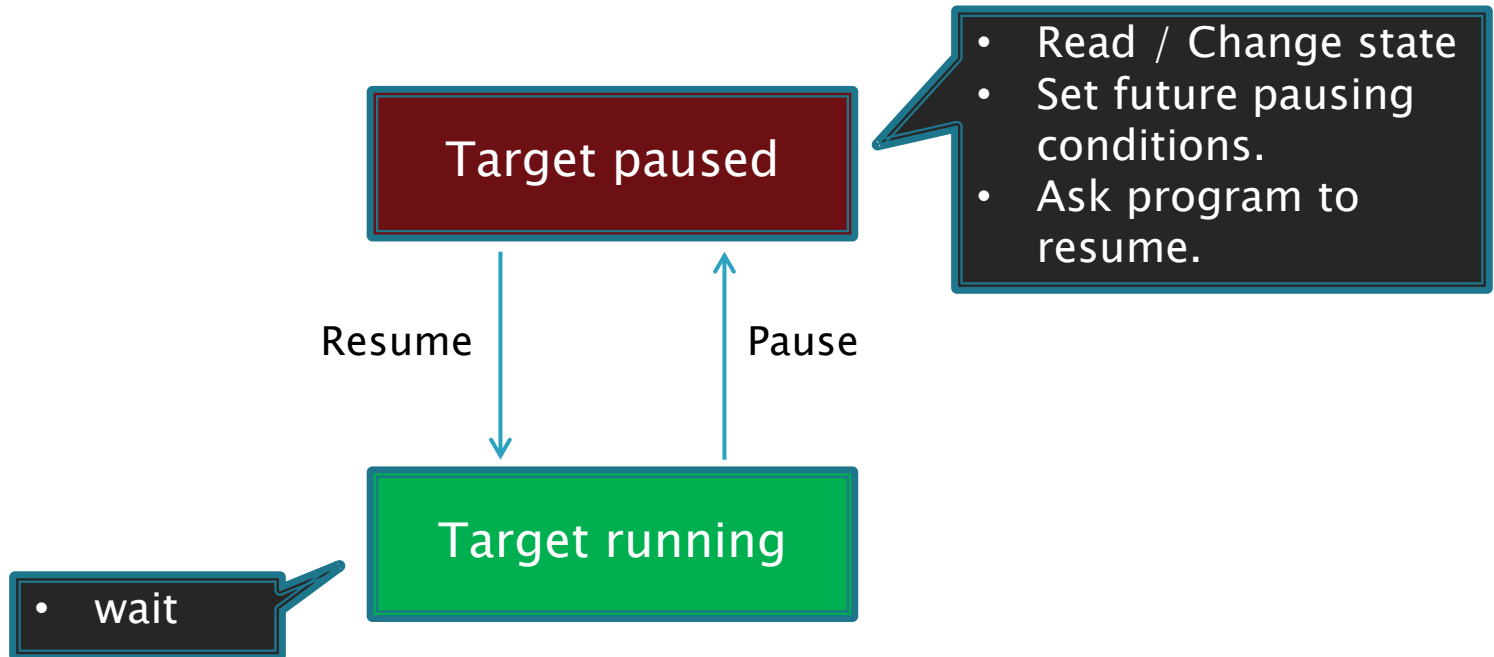 • Read / Change state
• Set future pausing
conditions.
• Ask program to
resume.
Target paused
Resume
Pause
Target running
• wait